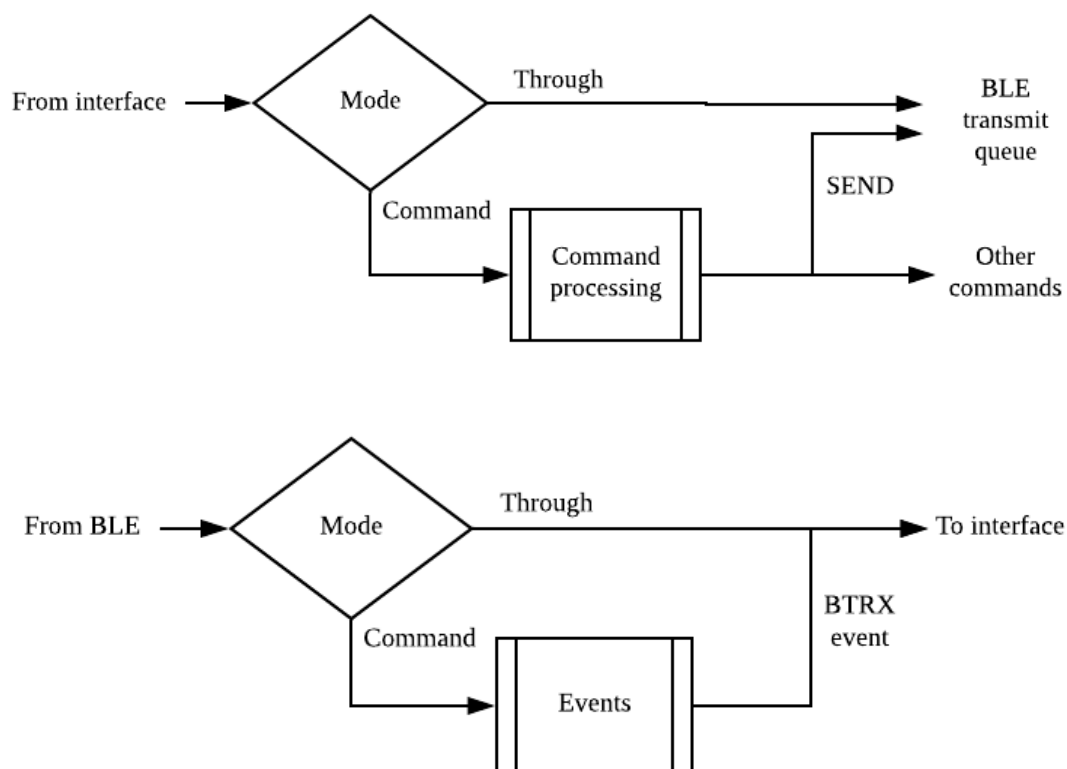 From interface
Mode
Through
BLE
transmit
queue
SEND
Command
Command
processing
Other
commands
From BLE
Mode
Through
To interface
BTRX
event
Command
Events